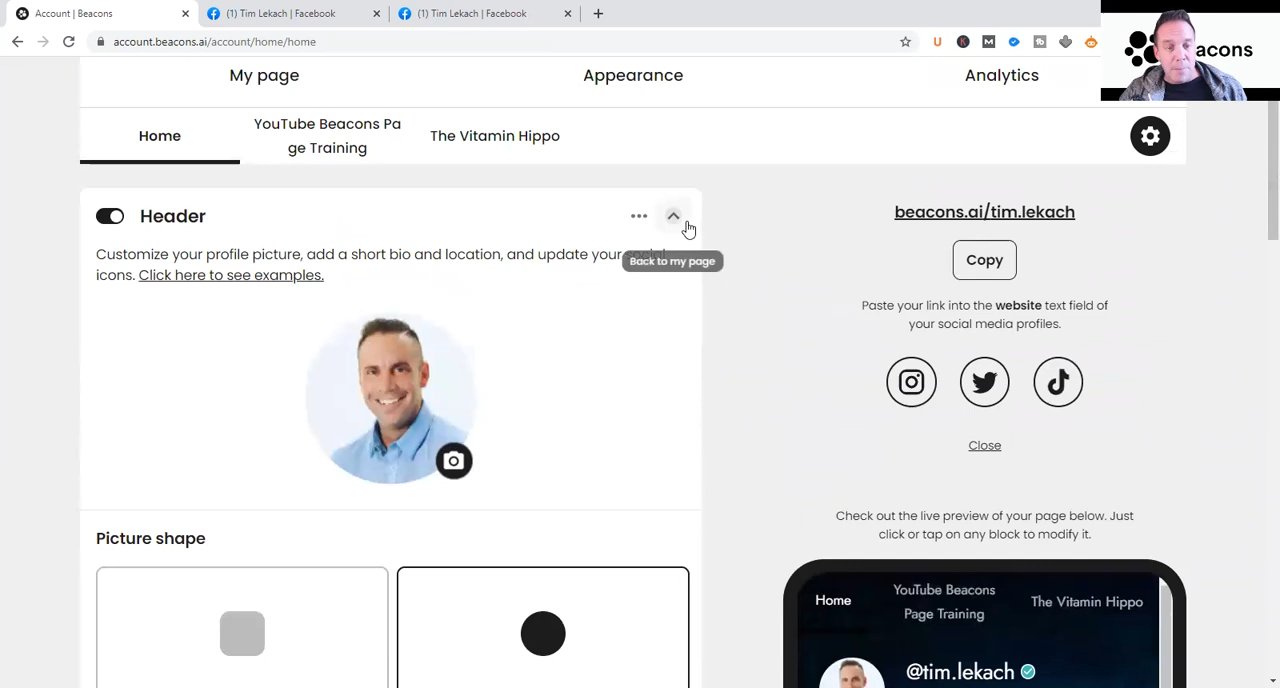 Account | Beacons
(1) Tim Lekach | Facebook
(1) Tim Lekach | Facebook
account.beacons.ai/account/home/home
acons
My page
Appearance
Analytics
Home
YouTube Beacons Pa
ge Training
The Vitamin Hippo
Header
Customize your profile picture, add a short bio and location, and update your social
icons. Click here to see examples.
Back to my page
Picture shape
beacons.ai/tim.lekach
Copy
Paste your link into the website text field of
your social media profiles.
Close
Check out the live preview of your page below. Just
click or tap on any block to modify it.
Home
YouTube Beacons
Page Training
The Vitamin Hippo
@tim.lekach